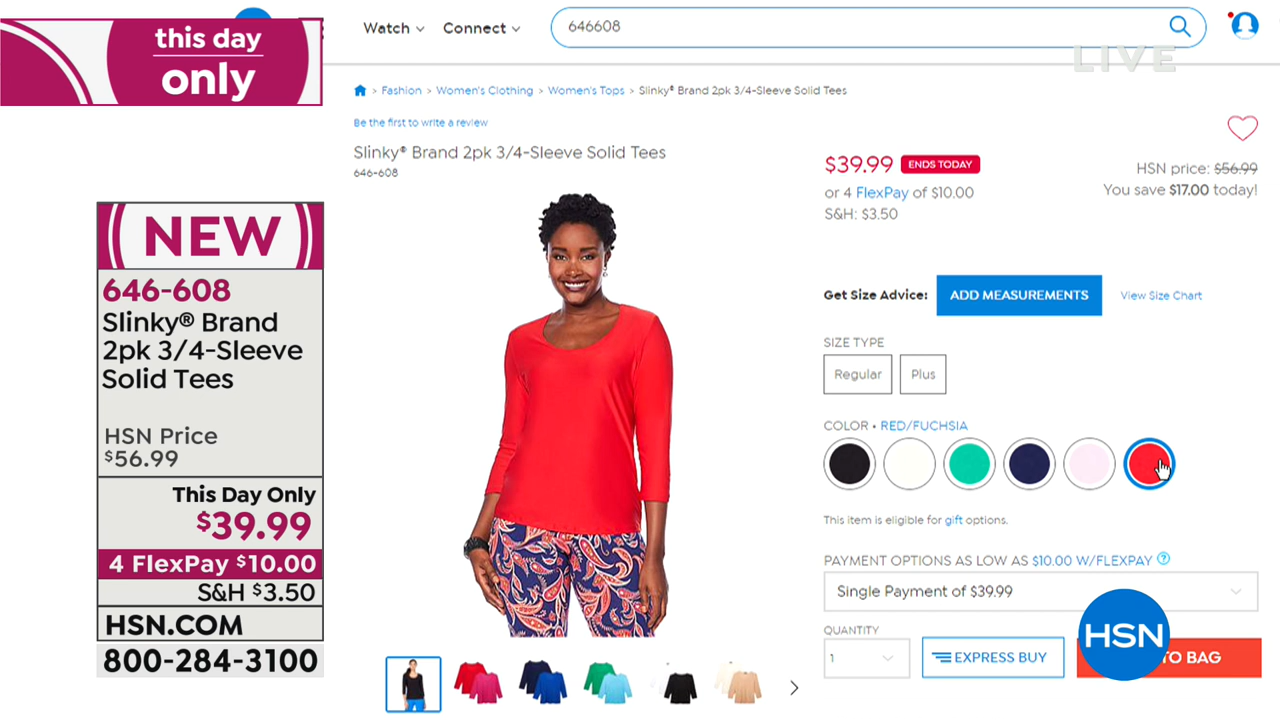 this day
only
NEW
646-608
Slinky® Brand
2pk 3/4-Sleeve
Solid Tees
HSN Price
$56.99
This Day Only
$39.99
4 FlexPay $10.00
S&H $3.50
HSN.COM
800-284-3100
Watch
Connect
646608
LIVE
Fashion > Women's Clothing > Women's Tops > Slinky® Brand 2pk 3/4-Sleeve Solid Tees
Be the first to write a review
Slinky® Brand 2pk 3/4-Sleeve Solid Tees
646-608
$39.99 ENDS TODAY
HSN price: $56.99
or 4 FlexPay of $10.00
You save $17.00 today!
S&H: $3.50
Get Size Advice: ADD MEASUREMENTS View Size Chart
SIZE TYPE
Regular Plus
COLOR • RED/FUCHSIA
This item is eligible for gift options.
PAYMENT OPTIONS AS LOW AS $10.00 W/FLEXPAY ?
Single Payment of $39.99
QUANTITY
1
EXPRESS BUY
HSN
TO BAG